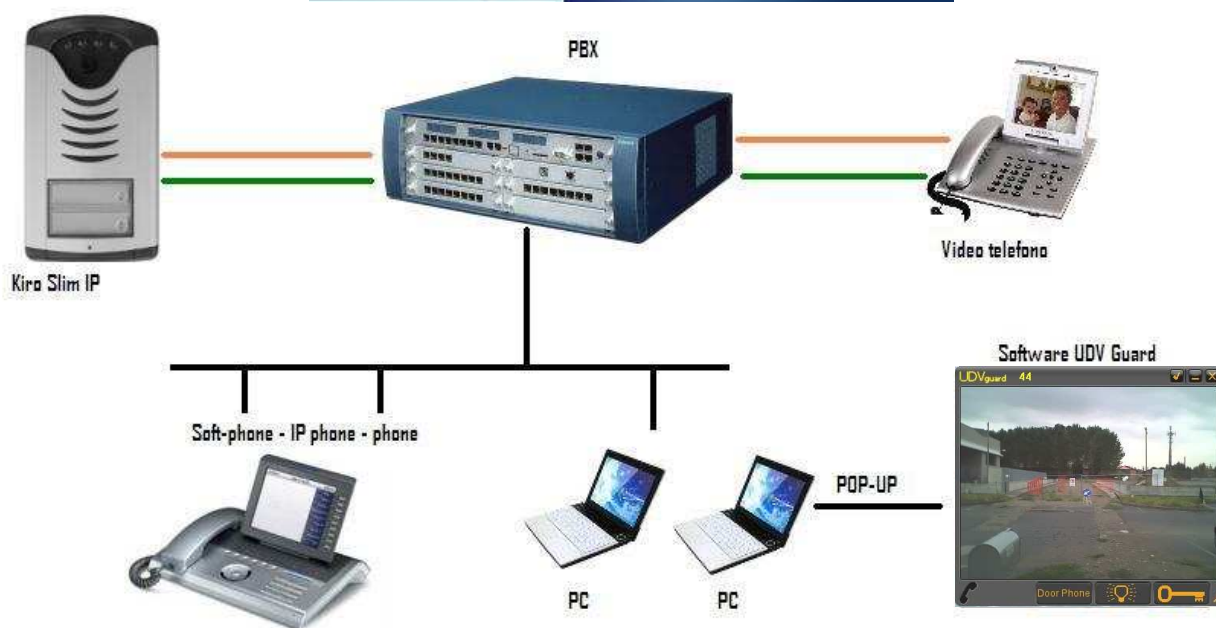 PBX
Kiro Slim IP
Video telefono
Software UDV Guard
UDVguard 44
Soft-phone - IP phone - phone
POP-UP
Door Phone
PC
PC